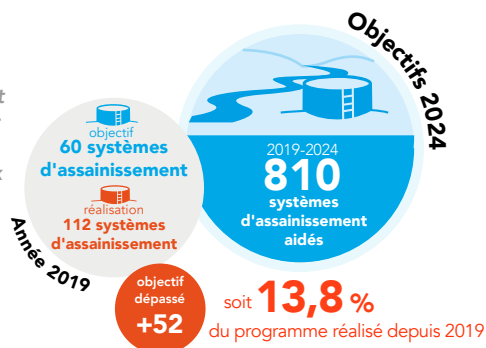 Objectifs 2024
objectif
60 systèmes
d'assainissement
réalisation
112 systèmes
d'assainissement
Année 2019
2019-2024
810
systèmes
d'assainissement
aidés
objectif
dépassé
+52
soit 13,8 %
du programme réalisé depuis 2019